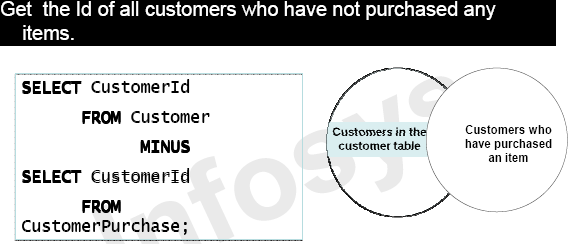 Get the Id of all customers who have not purchased any
items.
SELECT CustomerId
FROM Customer
MINUS
SELECT CustomerId
FROM
CustomerPurchase;
Customers in the
customer table
Customers who
have purchased
an item
infosys